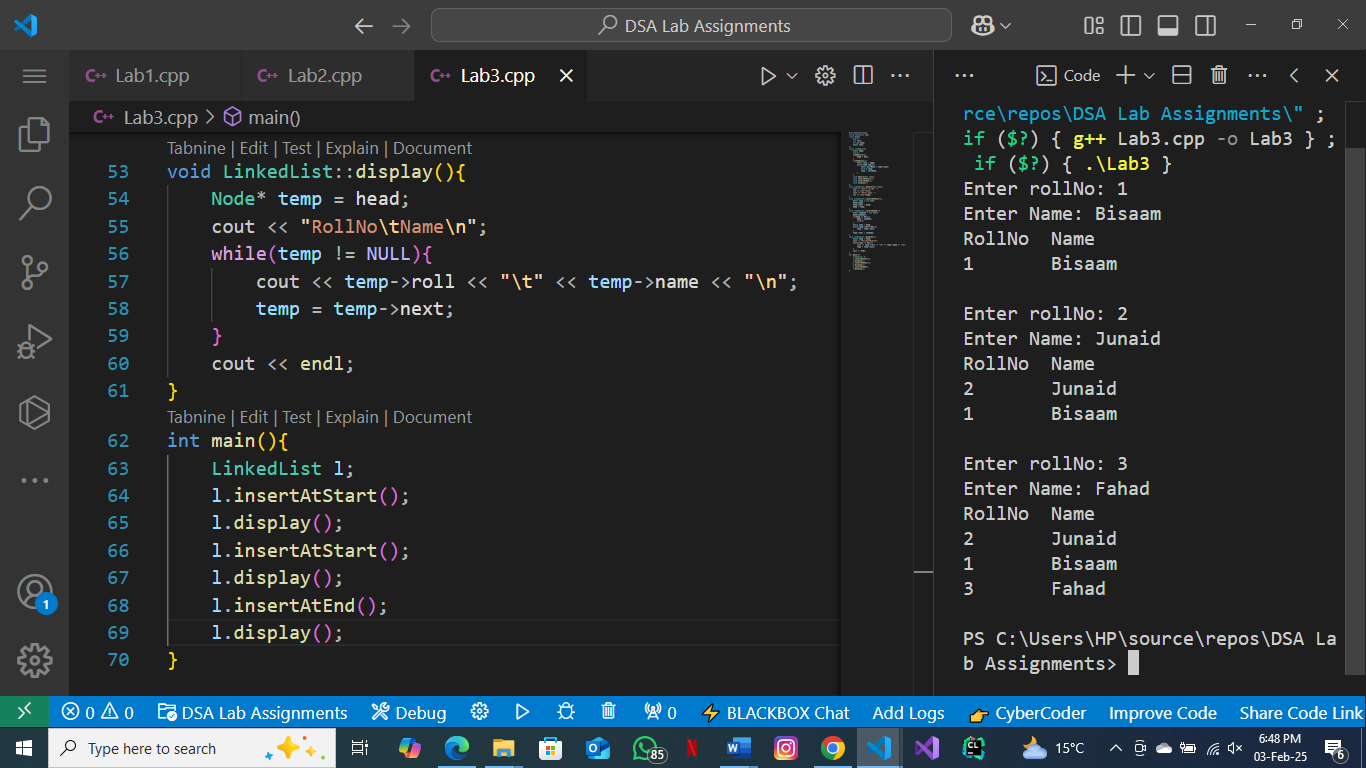 DSA Lab Assignments
C++ Lab1.cpp
C++ Lab2.cpp
C++ Lab3.cpp
C++ Lab3.cpp > main()
Tabnine | Edit | Test | Explain | Document
53 void LinkedList::display(){
54 Node* temp = head;
55 cout << "RollNo\tName\n";
56 while(temp != NULL){
57 cout << temp->roll << "\t" << temp->name << "\n";
58 temp = temp->next;
59 }
60 cout << endl;
61 }
Tabnine | Edit | Test | Explain | Document
62 int main(){
63 LinkedList l;
64 l.insertAtStart();
65 l.display();
66 l.insertAtStart();
67 l.display();
68 l.insertAtEnd();
69 l.display();
70 }
Code
rce\repos\DSA Lab Assignments\" ;
if ($?) { g++ Lab3.cpp -o Lab3 } ;
if ($?) { .\Lab3 }
Enter rollNo: 1
Enter Name: Bisaam
RollNo Name
1 Bisaam
Enter rollNo: 2
Enter Name: Junaid
RollNo Name
2 Junaid
1 Bisaam
Enter rollNo: 3
Enter Name: Fahad
RollNo Name
2 Junaid
1 Bisaam
3 Fahad
PS C:\Users\HP\source\repos\DSA La
b Assignments>
1
0 0 DSA Lab Assignments Debug 0 BLACKBOX Chat Add Logs CyberCoder Improve Code Share Code Link
Type here to search
85
15°C
6:48 PM
03-Feb-25
6